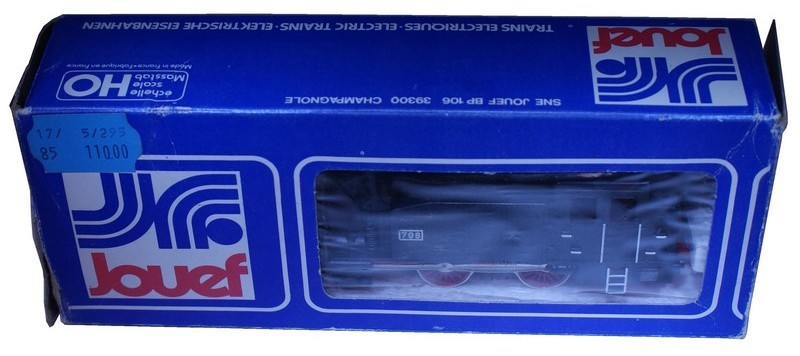 TRAINS ELECTRIQUES · ELECTRIC TRAINS · ELEKTRISCHE EISENBAHNEN
Jouef
échelle
scale
Masstab
HO
Made in France • Fabriqué en France
SNE JOUEF BP 106 39300 CHAMPAGNOLE
17/ 5/295
85 110.00
Jouef
708